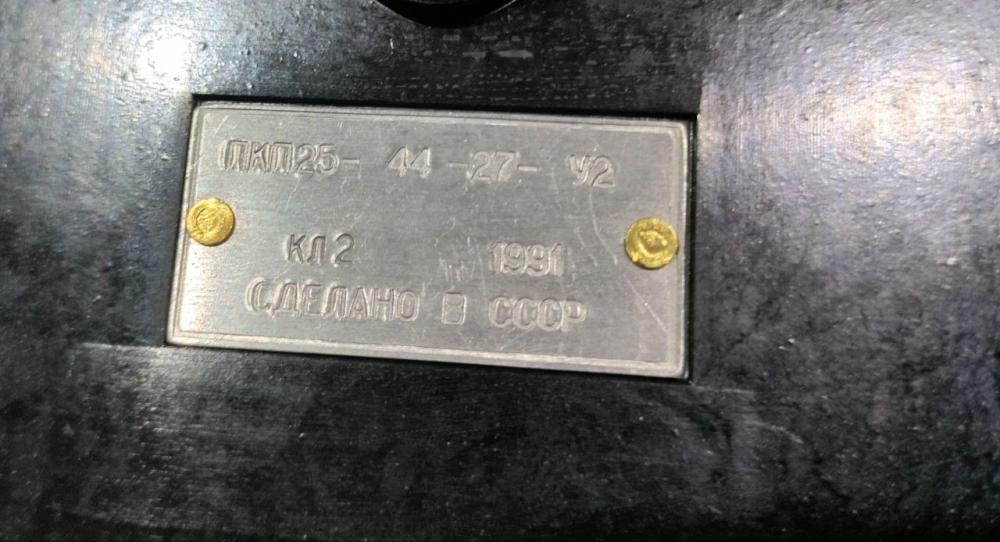 ПКП25- 44 -27- У2
КЛ2 1991
СДЕЛАНО В СССР